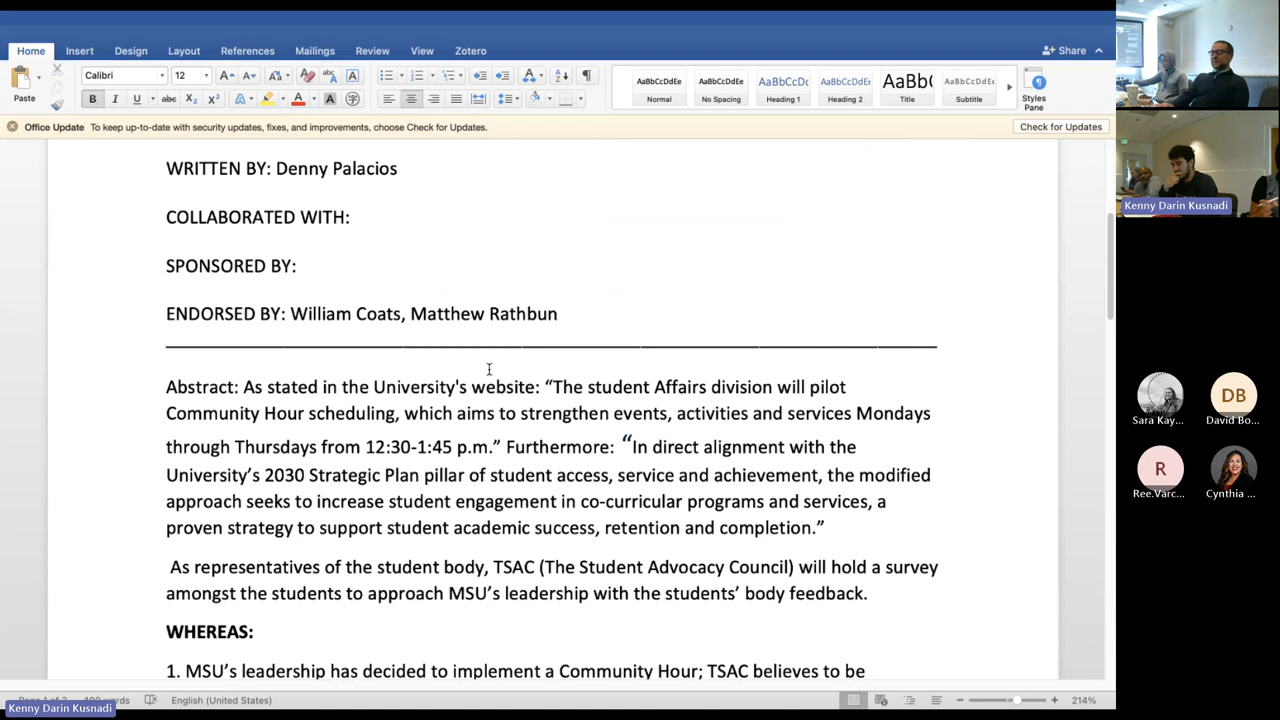 Home Insert Design Layout References Mailings Review View Zotero Share
Paste Calibri 12 Styles Pane
AaBbCcDdEe AaBbCcDdEe AaBbCcDc AaBbCcDdEe AaBb( AaBbCcDdEe
Normal No Spacing Heading 1 Heading 2 Title Subtitle
Office Update To keep up-to-date with security updates, fixes, and improvements, choose Check for Updates. Check for Updates
WRITTEN BY: Denny Palacios
COLLABORATED WITH:
SPONSORED BY:
ENDORSED BY: William Coats, Matthew Rathbun
Abstract: As stated in the University's website: “The student Affairs division will pilot
Community Hour scheduling, which aims to strengthen events, activities and services Mondays
through Thursdays from 12:30-1:45 p.m.” Furthermore: “In direct alignment with the
University’s 2030 Strategic Plan pillar of student access, service and achievement, the modified
approach seeks to increase student engagement in co-curricular programs and services, a
proven strategy to support student academic success, retention and completion.”
As representatives of the student body, TSAC (The Student Advocacy Council) will hold a survey
amongst the students to approach MSU’s leadership with the students’ body feedback.
WHEREAS:
1. MSU’s leadership has decided to implement a Community Hour; TSAC believes to be
English (United States) 214%
Kenny Darin Kusnadi
Kenny Darin Kusnadi
Sara Kay... DB David Bo...
R Ree.Varc... Cynthia ...